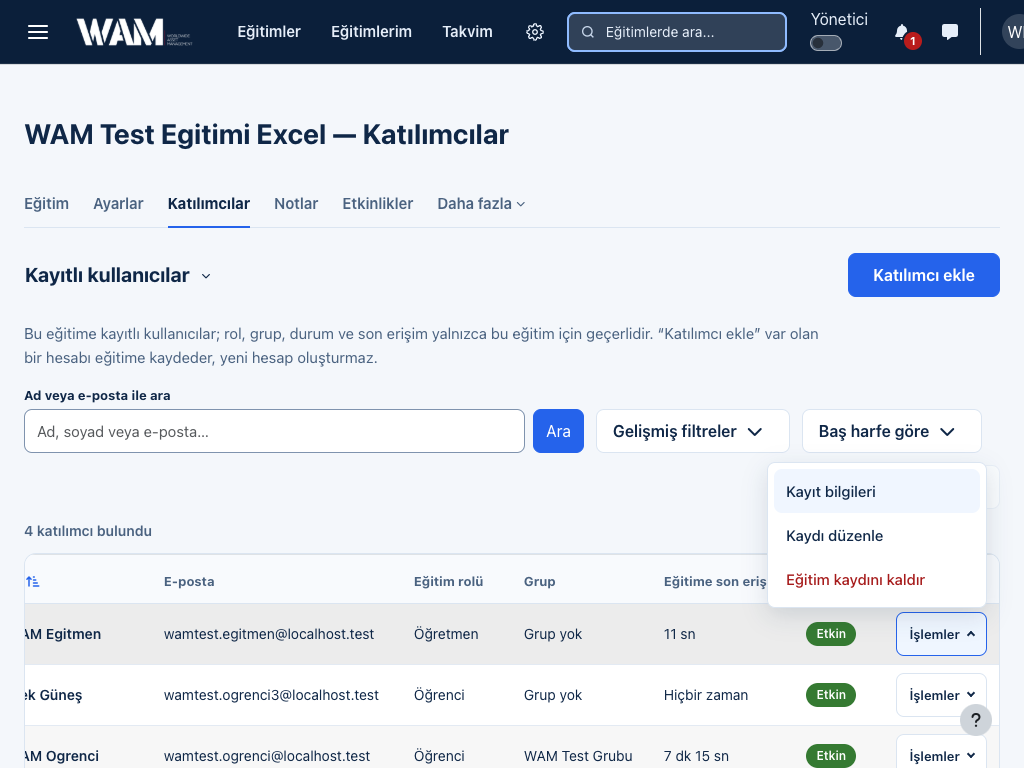 WAM WORLDWIDE ASSET MANAGEMENT
Eğitimler
Eğitimlerim
Takvim
Eğitimlerde ara...
Yönetici
1
WAM Test Egitimi Excel — Katılımcılar
Eğitim Ayarlar Katılımcılar Notlar Etkinlikler Daha fazla
Kayıtlı kullanıcılar
Katılımcı ekle
Bu eğitime kayıtlı kullanıcılar; rol, grup, durum ve son erişim yalnızca bu eğitim için geçerlidir. “Katılımcı ekle” var olan
bir hesabı eğitime kaydeder, yeni hesap oluşturmaz.
Ad veya e-posta ile ara
Ad, soyad veya e-posta...
Ara
Gelişmiş filtreler
Baş harfe göre
Kayıt bilgileri
Kaydı düzenle
Eğitim kaydını kaldır
4 katılımcı bulundu
E-posta Eğitim rolü Grup Eğitime son eriş
AM Egitmen wamtest.egitmen@localhost.test Öğretmen Grup yok 11 sn Etkin İşlemler
ek Güneş wamtest.ogrenci3@localhost.test Öğrenci Grup yok Hiçbir zaman Etkin İşlemler
?
AM Ogrenci wamtest.ogrenci@localhost.test Öğrenci WAM Test Grubu 7 dk 15 sn Etkin İşlemler